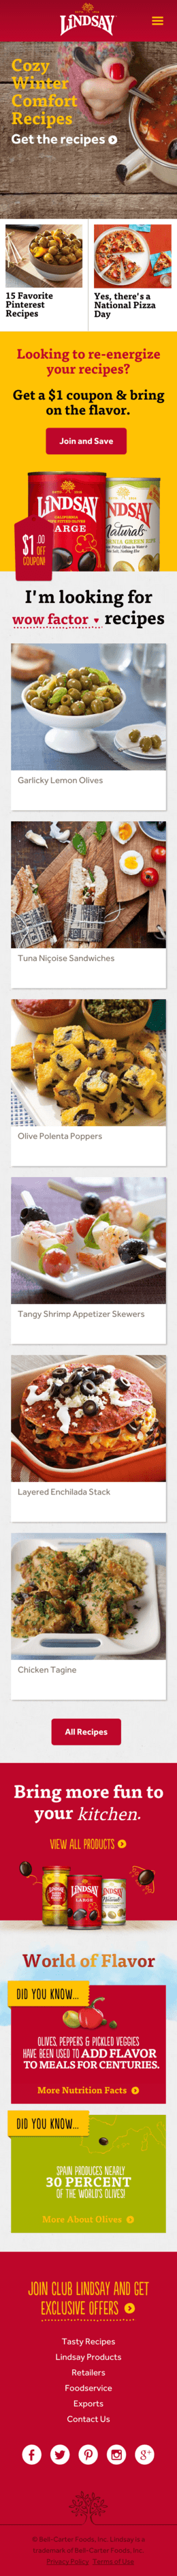 LINDSAY
Cozy
Winter
Comfort
Recipes
Get the recipes
15 Favorite
Pinterest
Recipes
Yes, there's a
National Pizza
Day
Looking to re-energize
your recipes?
Get a $1 coupon & bring
on the flavor.
Join and Save
LINDSAY
CALIFORNIA
LARGE
NDSAY
Naturals
$1.00
OFF
COUPON!
I'm looking for
wow factor recipes
Garlicky Lemon Olives
Tuna Niçoise Sandwiches
Olive Polenta Poppers
Tangy Shrimp Appetizer Skewers
Layered Enchilada Stack
Chicken Tagine
All Recipes
Bring more fun to
your kitchen.
VIEW ALL PRODUCTS
LINDSAY
World of Flavor
DID YOU KNOW...
OLIVES, PEPPERS & PICKLED VEGGIES
HAVE BEEN USED TO ADD FLAVOR
TO MEALS FOR CENTURIES.
More Nutrition Facts
DID YOU KNOW...
SPAIN PRODUCES NEARLY
30 PERCENT
OF THE WORLD'S OLIVES!
More About Olives
JOIN CLUB LINDSAY AND GET
EXCLUSIVE OFFERS
Tasty Recipes
Lindsay Products
Retailers
Foodservice
Exports
Contact Us
© Bell-Carter Foods, Inc. Lindsay is a
trademark of Bell-Carter Foods, Inc.
Privacy Policy Terms of Use